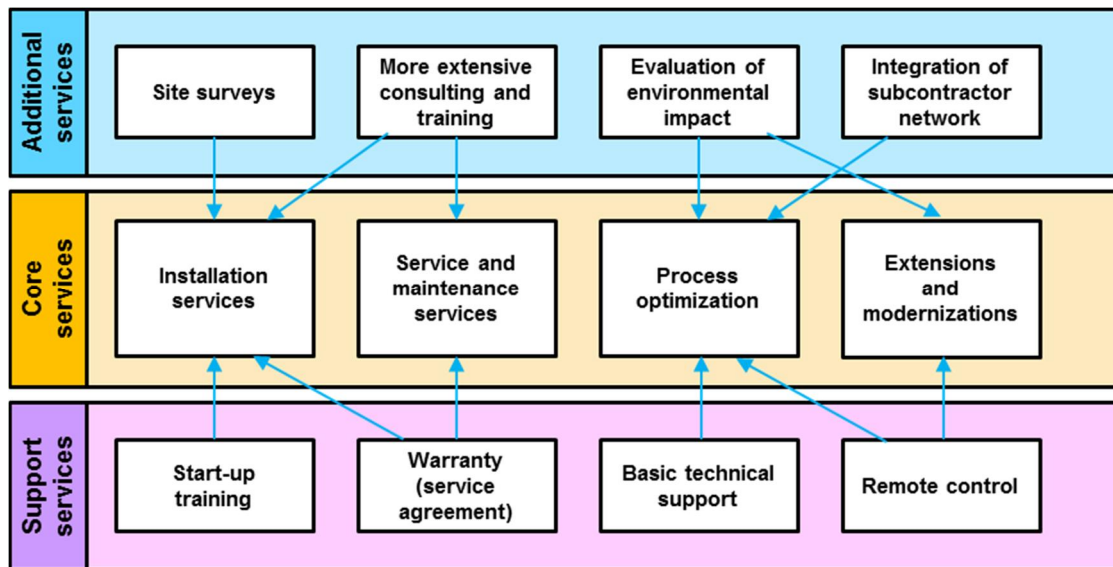 Additional
services
Site surveys
More extensive
consulting and
training
Evaluation of
environmental
impact
Integration of
subcontractor
network
Core
services
Installation
services
Service and
maintenance
services
Process
optimization
Extensions
and
modernizations
Support
services
Start-up
training
Warranty
(service
agreement)
Basic technical
support
Remote control